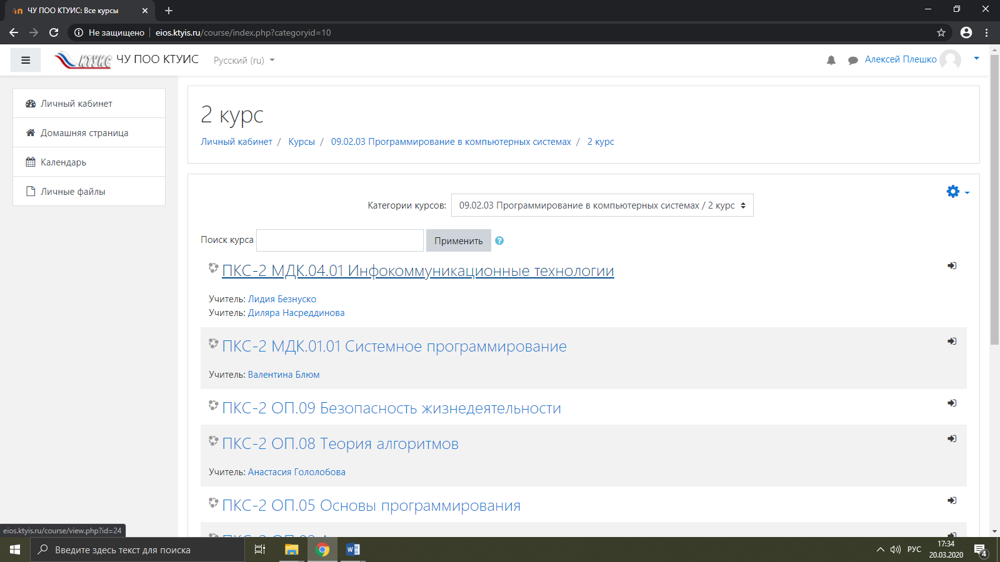 ЧУ ПОО КТУИС: Все курсы
Не защищено
eios.ktyis.ru/course/index.php?categoryid=10
КТУИС
ЧУ ПОО КТУИС
Русский (ru)
Алексей Плешко
Личный кабинет
Домашняя страница
Календарь
Личные файлы
2 курс
Личный кабинет / Курсы / 09.02.03 Программирование в компьютерных системах / 2 курс
Категории курсов: 09.02.03 Программирование в компьютерных системах / 2 курс
Поиск курса Применить ?
ПКС-2 МДК.04.01 Инфокоммуникационные технологии
Учитель: Лидия Безнуско
Учитель: Диляра Насреддинова
ПКС-2 МДК.01.01 Системное программирование
Учитель: Валентина Блюм
ПКС-2 ОП.09 Безопасность жизнедеятельности
ПКС-2 ОП.08 Теория алгоритмов
Учитель: Анастасия Гололобова
ПКС-2 ОП.05 Основы программирования
eios.ktyis.ru/course/view.php?id=24
Введите здесь текст для поиска
РУС
17:34
20.03.2020
4